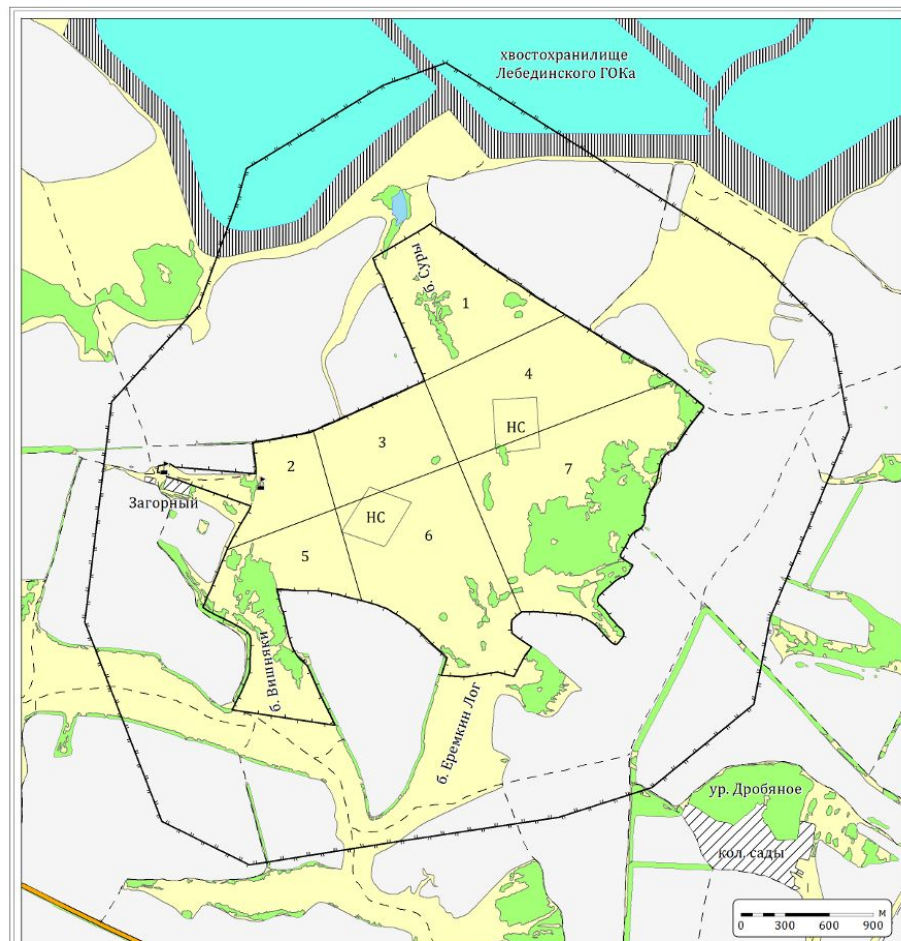 хвостохранилище
Лебединского ГОКа
б. Суры
1
4
НС
3
2
7
Загорный
НС
6
5
б. Вишняки
б. Еремкин Лог
ур. Дробяное
кол. сады
м
0 300 600 900